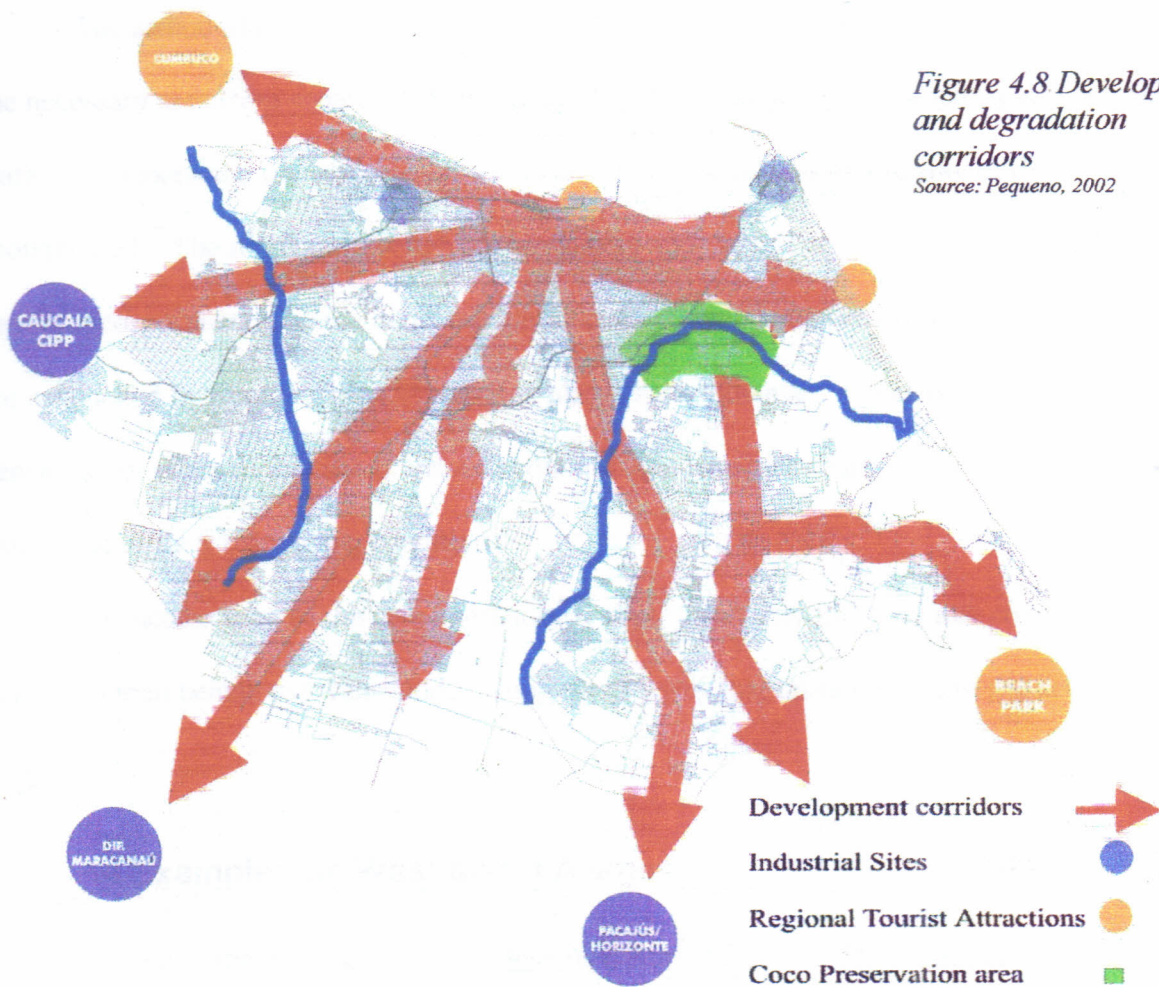 CUMBUCO
Figure 4.8 Develop
and degradation
corridors
Source: Pequeno, 2002
CAUCAIA
CIPP
BEACH
PARK
Development corridors
DIF.
MARACANAÚ
Industrial Sites
Regional Tourist Attractions
PACAJÚS/
HORIZONTE
Coco Preservation area